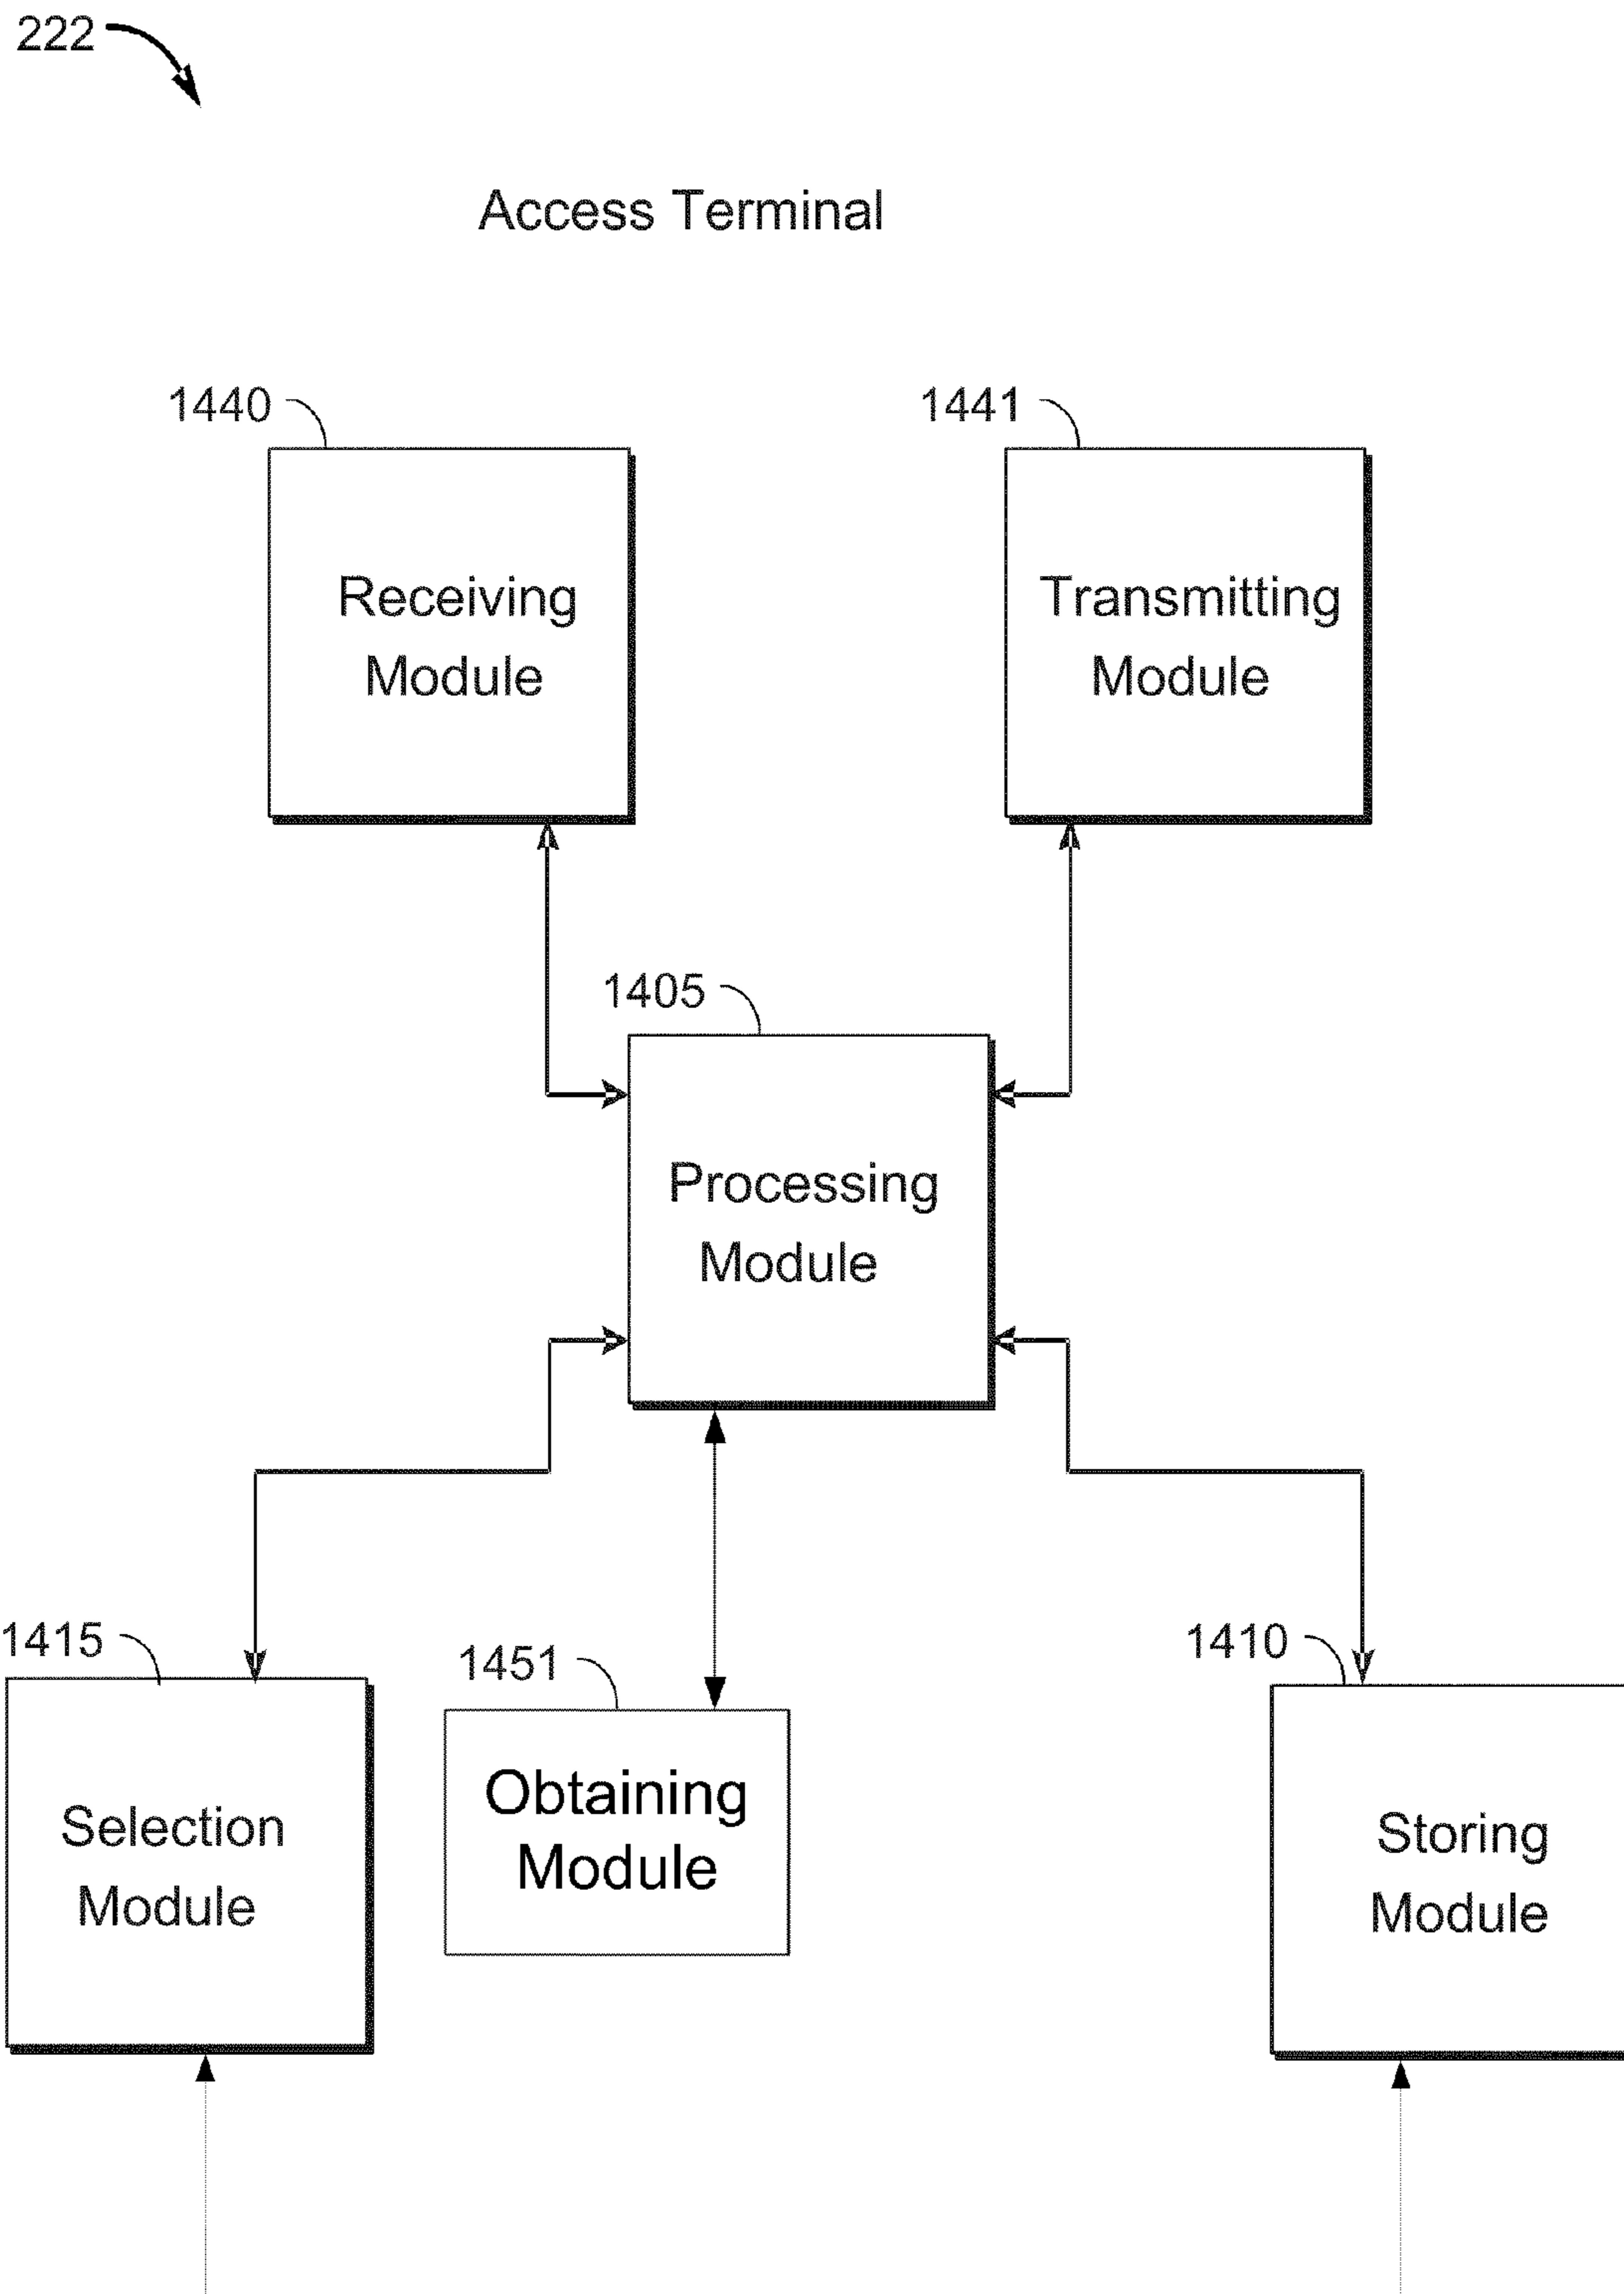 222
Access Terminal
1440
1441
Receiving
Module
Transmitting
Module
1405
Processing
Module
1415
1451
1410
Selection
Module
Obtaining
Module
Storing
Module